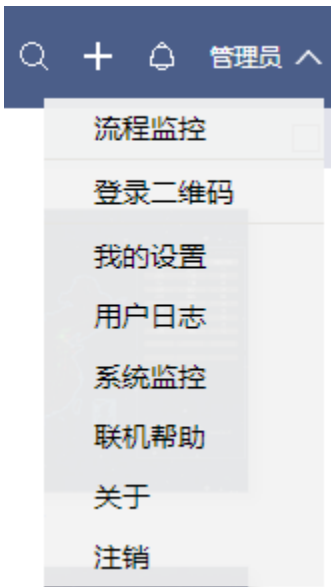 管理员
流程监控
登录二维码
我的设置
用户日志
系统监控
联机帮助
关于
注销